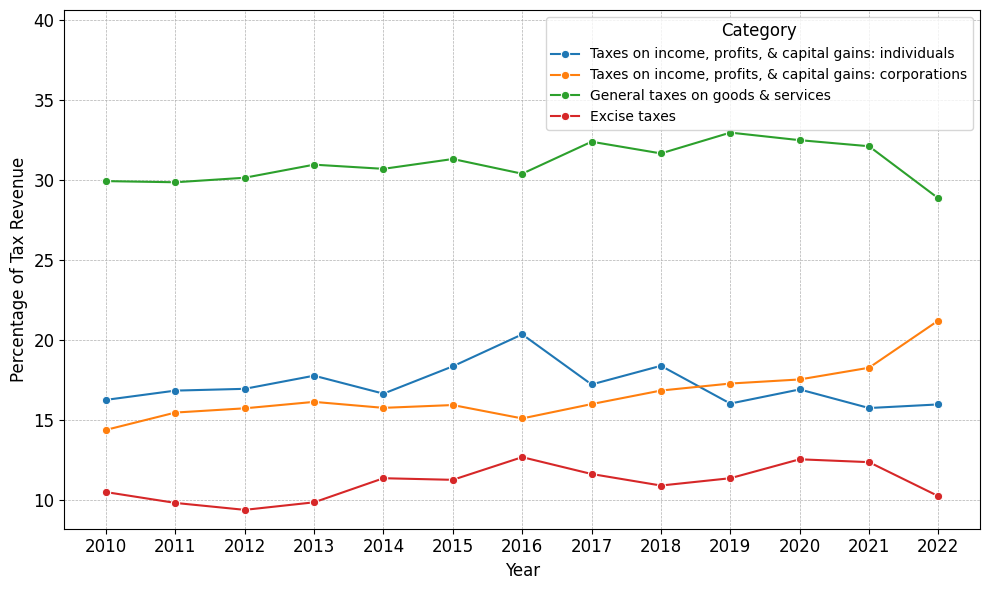 Category
Taxes on income, profits, & capital gains: individuals
Taxes on income, profits, & capital gains: corporations
General taxes on goods & services
Excise taxes
Percentage of Tax Revenue
40
35
30
25
20
15
10
2010 2011 2012 2013 2014 2015 2016 2017 2018 2019 2020 2021 2022
Year